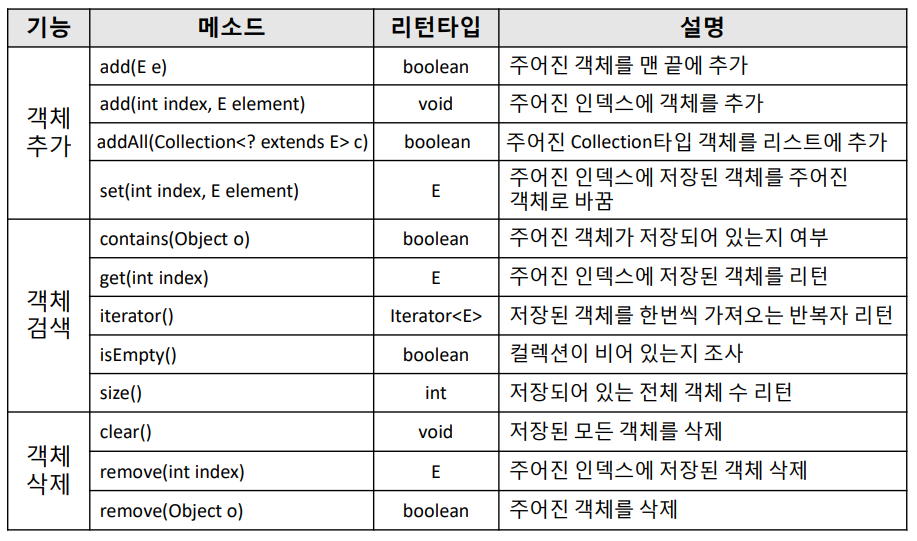 기능 메소드 리턴타입 설명
객체
추가
add(E e) boolean 주어진 객체를 맨 끝에 추가
add(int index, E element) void 주어진 인덱스에 객체를 추가
addAll(Collection<? extends E> c) boolean 주어진 Collection타입 객체를 리스트에 추가
set(int index, E element) E 주어진 인덱스에 저장된 객체를 주어진
객체로 바꿈
객체
검색
contains(Object o) boolean 주어진 객체가 저장되어 있는지 여부
get(int index) E 주어진 인덱스에 저장된 객체를 리턴
iterator() Iterator<E> 저장된 객체를 한번씩 가져오는 반복자 리턴
isEmpty() boolean 컬렉션이 비어 있는지 조사
size() int 저장되어 있는 전체 객체 수 리턴
객체
삭제
clear() void 저장된 모든 객체를 삭제
remove(int index) E 주어진 인덱스에 저장된 객체 삭제
remove(Object o) boolean 주어진 객체를 삭제